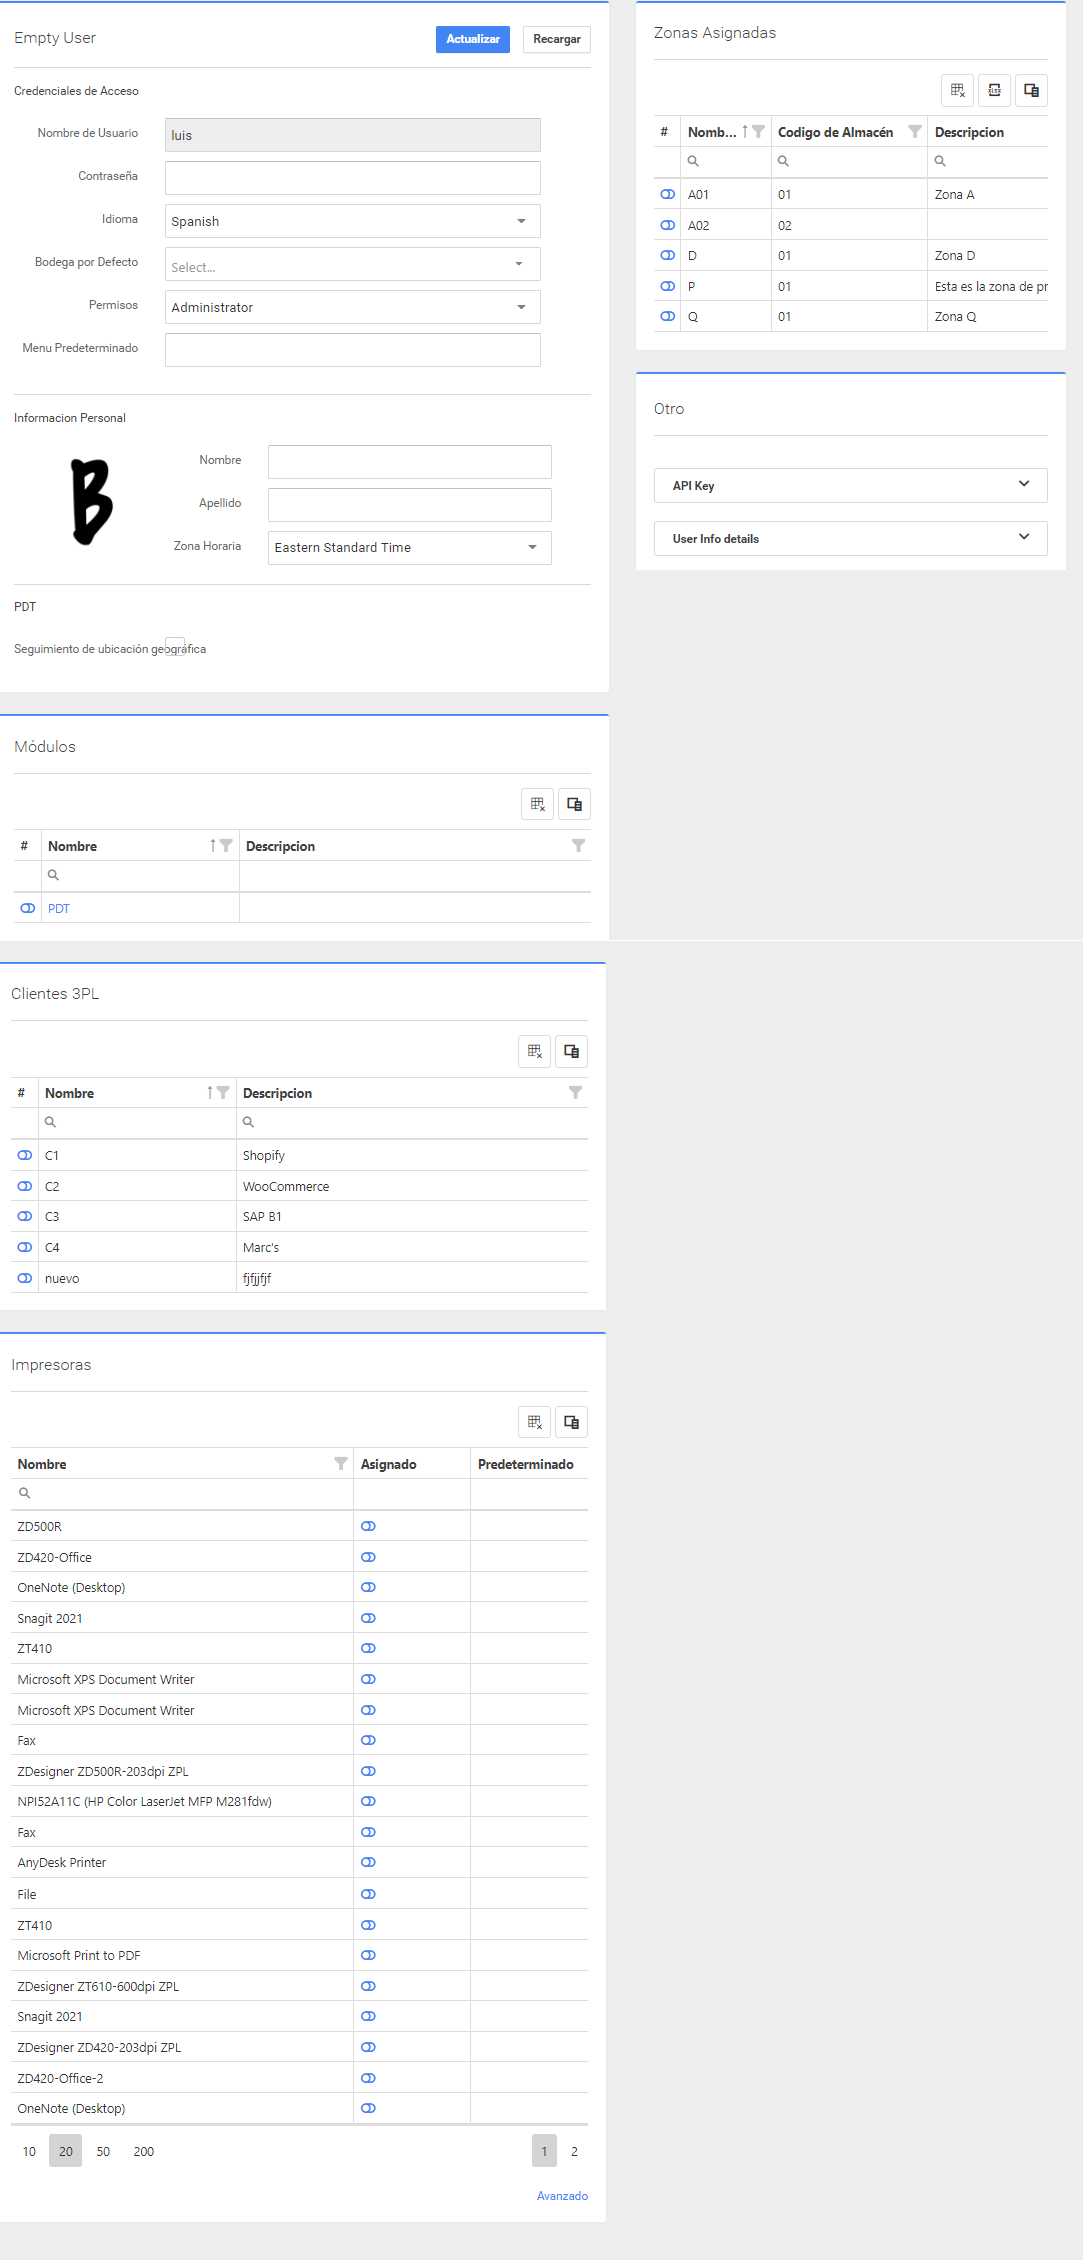 Empty User
Actualizar
Recargar
Credenciales de Acceso
Nombre de Usuario
luis
Contraseña
Idioma
Spanish
Bodega por Defecto
Select...
Permisos
Administrator
Menu Predeterminado
Informacion Personal
B
Nombre
Apellido
Zona Horaria
Eastern Standard Time
PDT
Seguimiento de ubicación geográfica
Zonas Asignadas
XLSX
# Nomb... Codigo de Almacén Descripcion
A01 01 Zona A
A02 02
D 01 Zona D
P 01 Esta es la zona de pr
Q 01 Zona Q
Otro
API Key
User Info details
Módulos
# Nombre Descripcion
PDT
Clientes 3PL
# Nombre Descripcion
C1 Shopify
C2 WooCommerce
C3 SAP B1
C4 Marc's
nuevo fjfjjfjf
Impresoras
Nombre Asignado Predeterminado
ZD500R
ZD420-Office
OneNote (Desktop)
Snagit 2021
ZT410
Microsoft XPS Document Writer
Microsoft XPS Document Writer
Fax
ZDesigner ZD500R-203dpi ZPL
NPI52A11C (HP Color LaserJet MFP M281fdw)
Fax
AnyDesk Printer
File
ZT410
Microsoft Print to PDF
ZDesigner ZT610-600dpi ZPL
Snagit 2021
ZDesigner ZD420-203dpi ZPL
ZD420-Office-2
OneNote (Desktop)
10 20 50 200 1 2
Avanzado